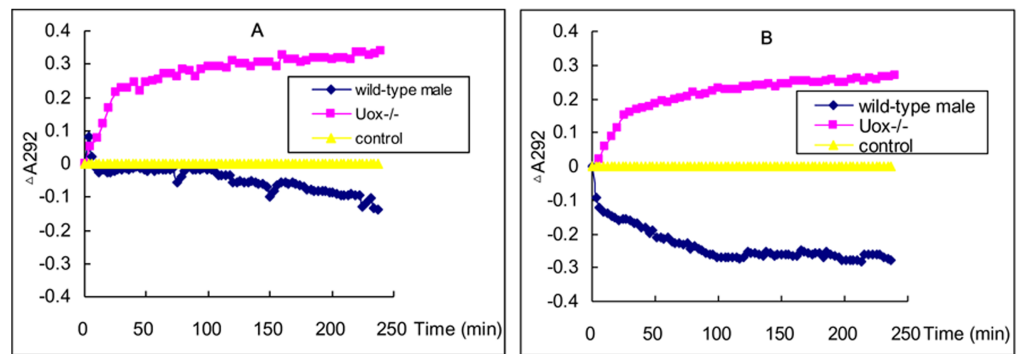 A
△A292
0.4
0.3
0.2
0.1
0
-0.1
-0.2
-0.3
-0.4
wild-type male
Uox-/-
control
0 50 100 150 200 250 Time (min)
B
△A292
0.4
0.3
0.2
0.1
0
-0.1
-0.2
-0.3
-0.4
wild-type male
Uox-/-
control
0 50 100 150 200 250 Time (min)